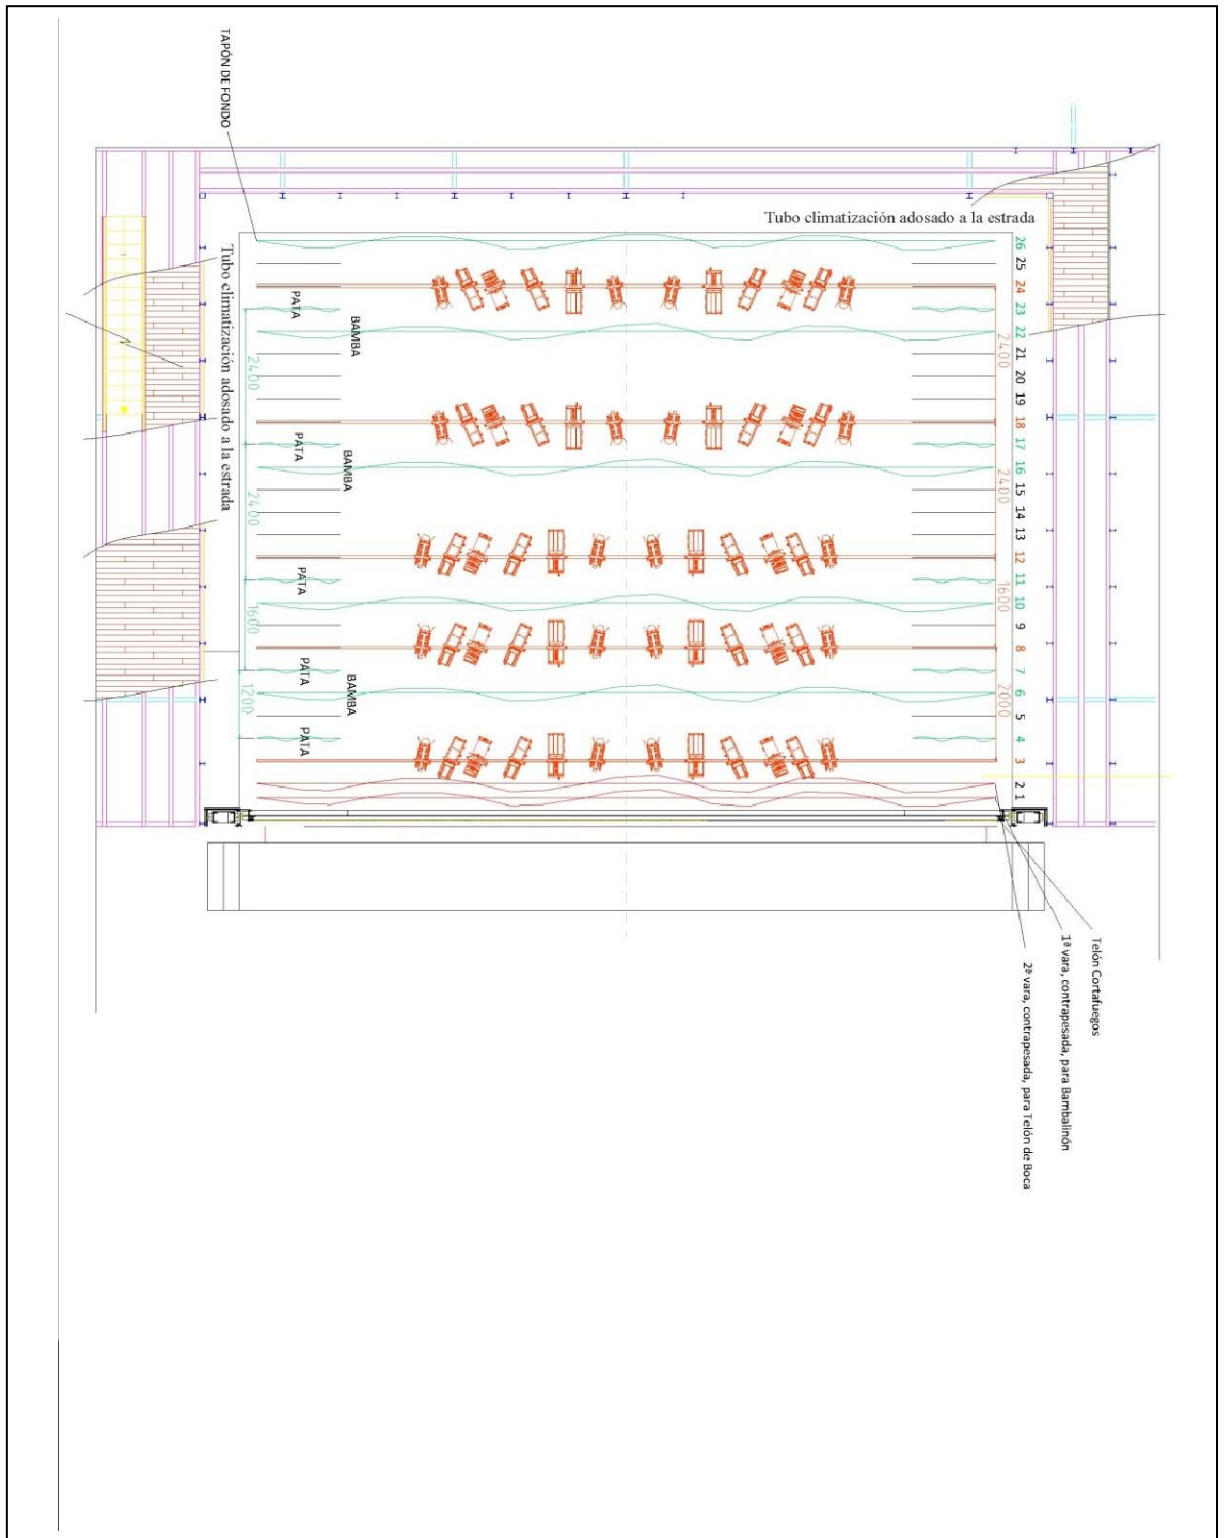 TAPÓN DE FONDO
Tubo climatización adosado a la estrada
Tubo climatización adosado a la estrada
26
25
24
23
22
21
20
19
18
17
16
15
14
13
12
11
10
9
8
7
6
5
4
3
2
1
PATA
BAMBA
PATA
BAMBA
PATA
PATA
BAMBA
PATA
2400
2400
1600
1200
2400
2400
1600
2000
Telón Cortafuegos
1ª vara, contrapesada, para Bambalinón
2ª vara, contrapesada, para Telón de Boca